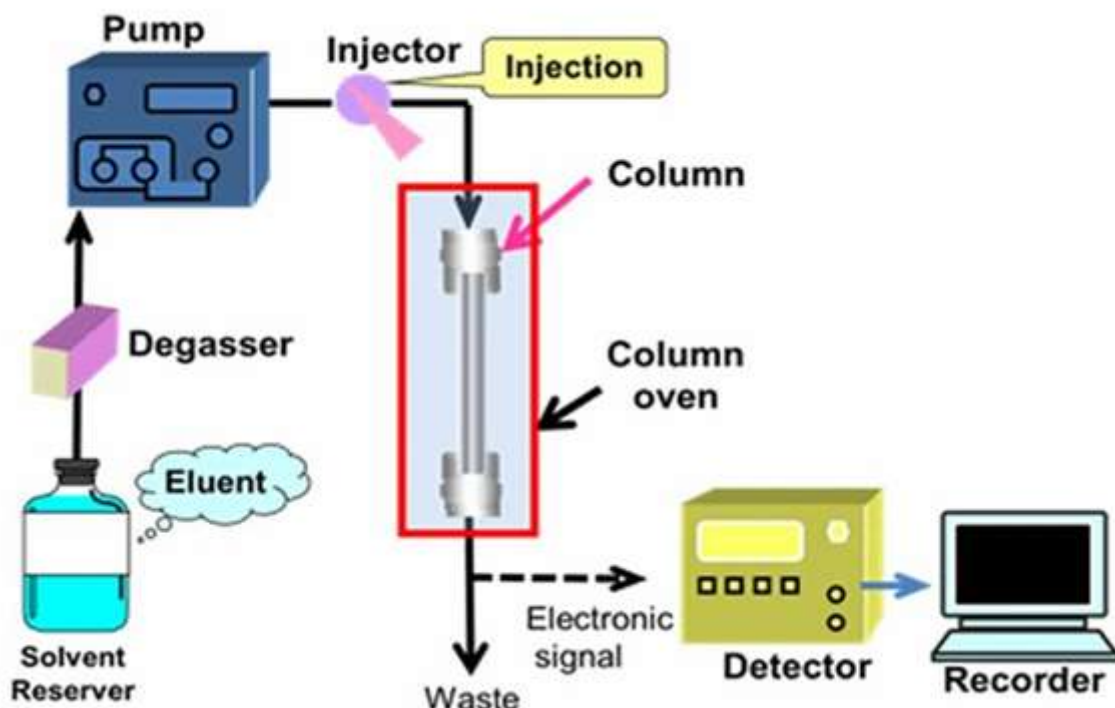 Pump
Injector
Injection
Column
Degasser
Column
oven
Eluent
Electronic
signal
Solvent
Reserver
Waste
Detector
Recorder